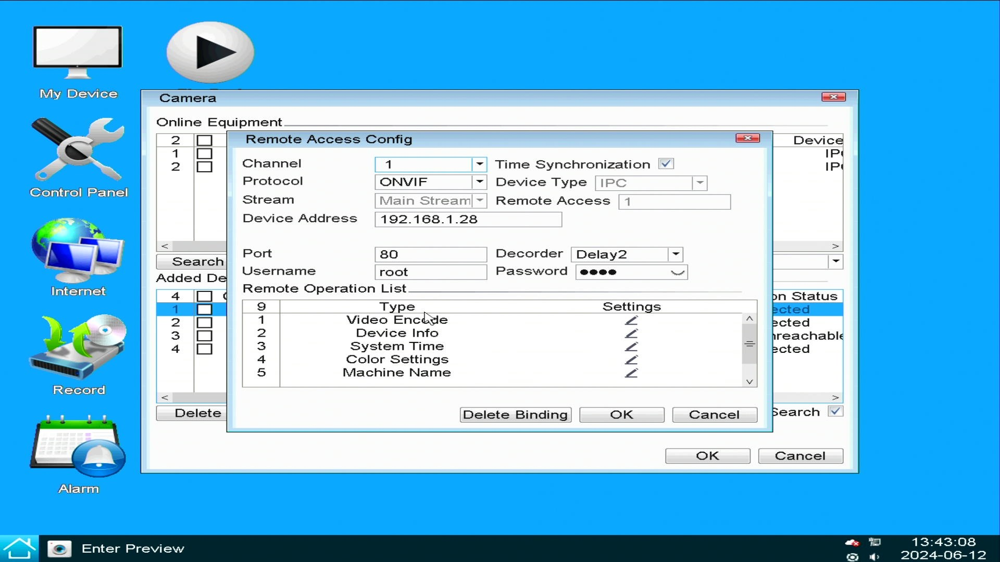 My Device
Control Panel
Internet
Record
Alarm
Camera
Online Equipment
2 Device
1
2
Search
Added De
4 on Status
1 ected
2 ected
3
4 ected
Delete
Search
OK Cancel
Remote Access Config
Channel 1 Time Synchronization
Protocol ONVIF Device Type IPC
Stream Main Stream Remote Access 1
Device Address 192.168.1.28
Port 80 Decorder Delay2
Username root Password ●●●●
Remote Operation List
9 Type Settings
1 Video Encode
2 Device Info
3 System Time
4 Color Settings
5 Machine Name
Delete Binding OK Cancel
Enter Preview
13:43:08
2024-06-12